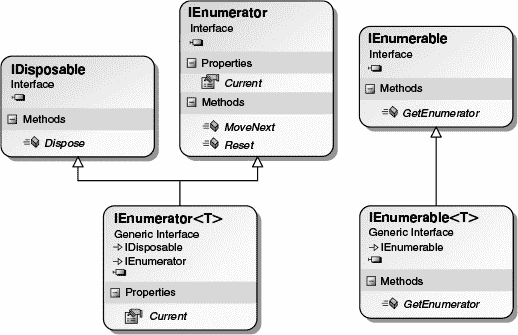 IDisposable
Interface
Methods
Dispose
IEnumerator
Interface
Properties
Current
Methods
MoveNext
Reset
IEnumerable
Interface
Methods
GetEnumerator
IEnumerator<T>
Generic Interface
IDisposable
IEnumerator
Properties
Current
IEnumerable<T>
Generic Interface
IEnumerable
Methods
GetEnumerator